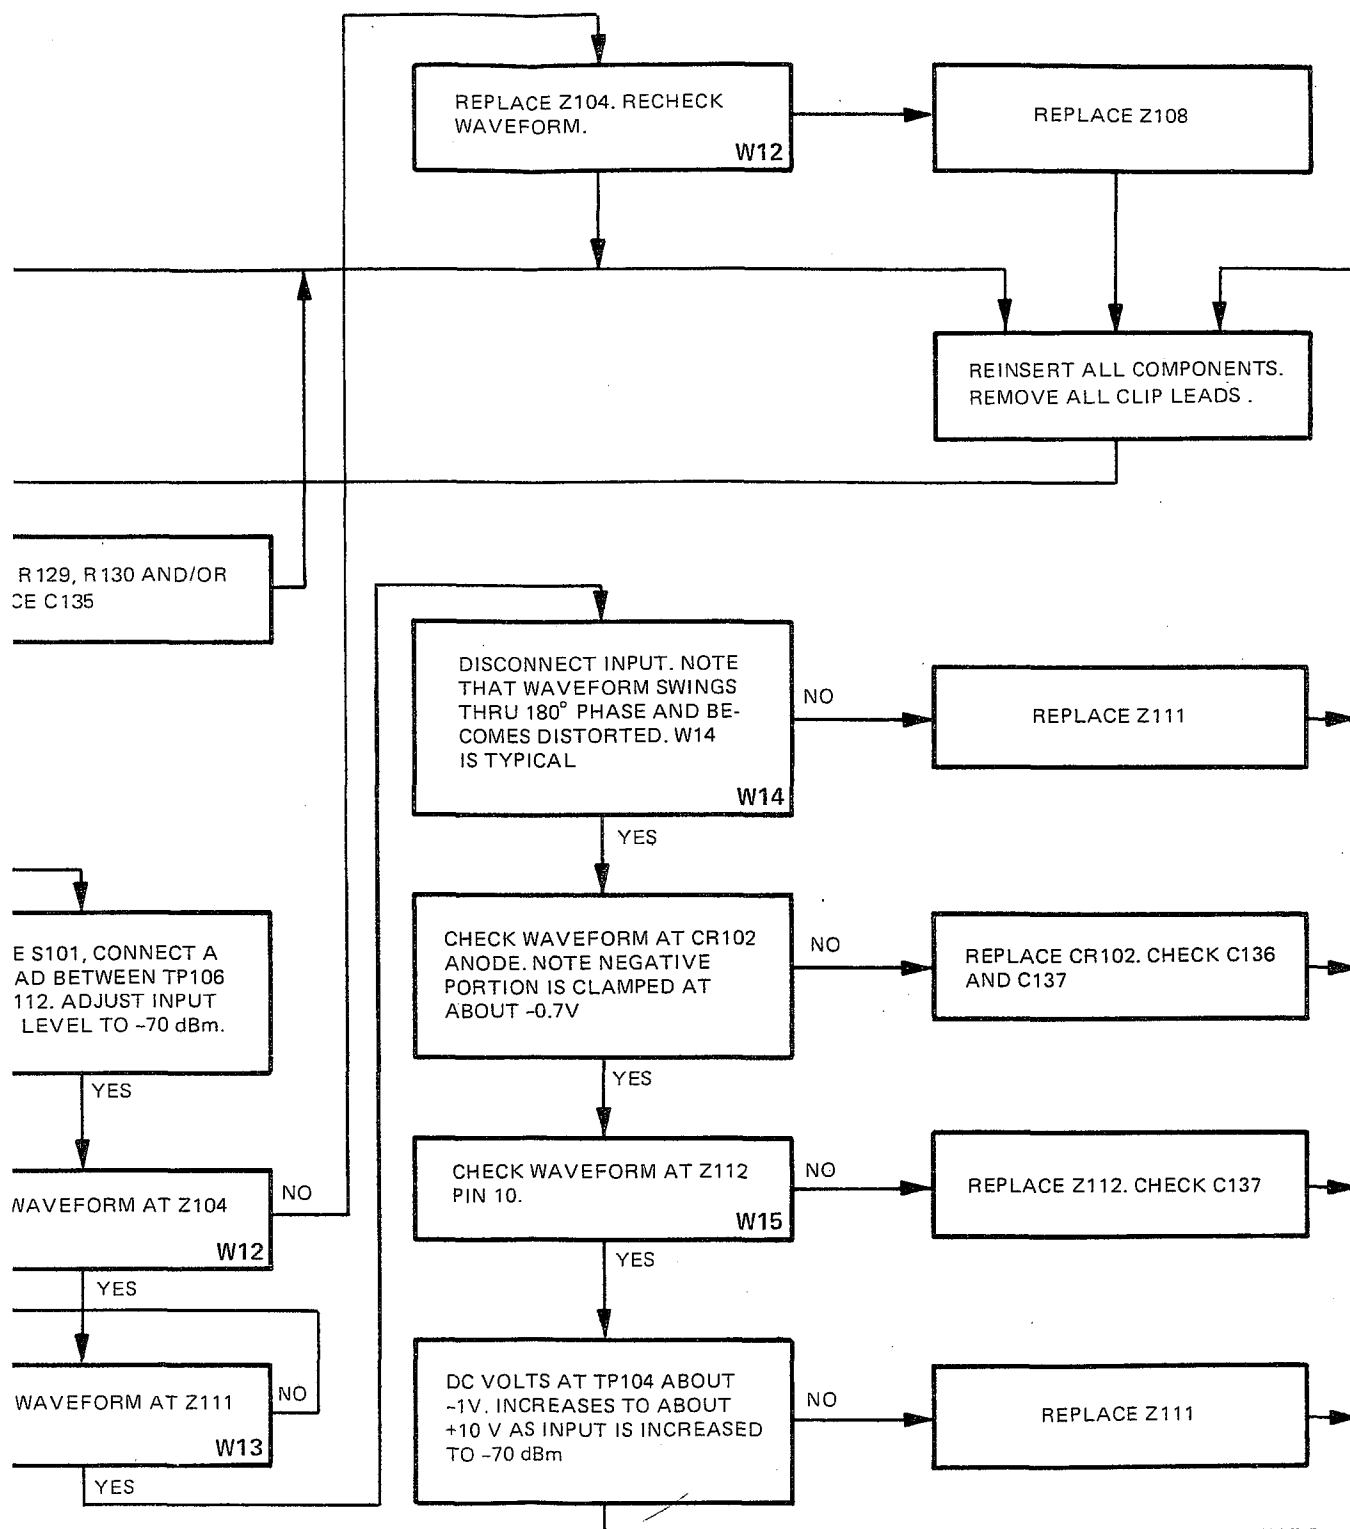 REPLACE Z104. RECHECK
WAVEFORM.
W12
REPLACE Z108
REINSERT ALL COMPONENTS.
REMOVE ALL CLIP LEADS .
R129, R130 AND/OR
CE C135
DISCONNECT INPUT. NOTE
THAT WAVEFORM SWINGS
THRU 180° PHASE AND BE-
COMES DISTORTED. W14
IS TYPICAL
W14
NO
REPLACE Z111
YES
E S101, CONNECT A
AD BETWEEN TP106
112. ADJUST INPUT
LEVEL TO -70 dBm.
YES
CHECK WAVEFORM AT CR102
ANODE. NOTE NEGATIVE
PORTION IS CLAMPED AT
ABOUT -0.7V
NO
REPLACE CR102. CHECK C136
AND C137
YES
WAVEFORM AT Z104
W12
NO
YES
CHECK WAVEFORM AT Z112
PIN 10.
W15
NO
REPLACE Z112. CHECK C137
YES
WAVEFORM AT Z111
W13
NO
YES
DC VOLTS AT TP104 ABOUT
-1V. INCREASES TO ABOUT
+10 V AS INPUT IS INCREASED
TO -70 dBm
NO
REPLACE Z111